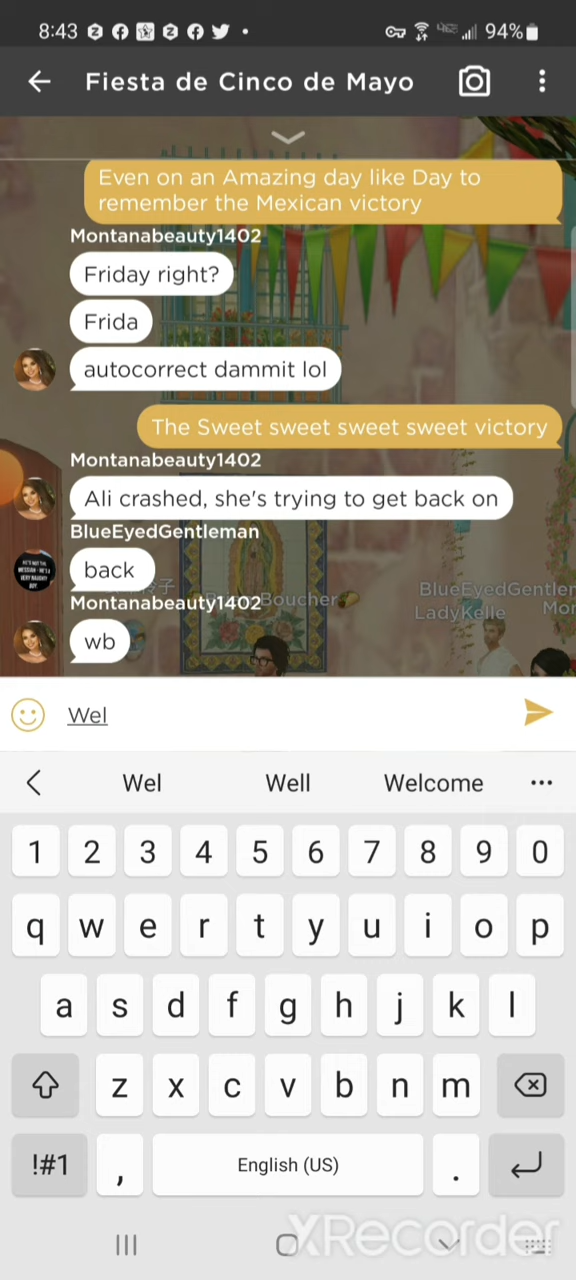 8:43
94%
Fiesta de Cinco de Mayo
Even on an Amazing day like Day to
remember the Mexican victory
Montanabeauty1402
Friday right?
Frida
autocorrect dammit lol
The Sweet sweet sweet sweet victory
Montanabeauty1402
Ali crashed, she's trying to get back on
BlueEyedGentleman
back
Boucher
BlueEyedGentlem
LadyKelle
Mor
Montanabeauty1402
wb
Wel
Wel Well Welcome
1 2 3 4 5 6 7 8 9 0
q w e r t y u i o p
a s d f g h j k l
z x c v b n m
!#1 , English (US) .
XRecorder